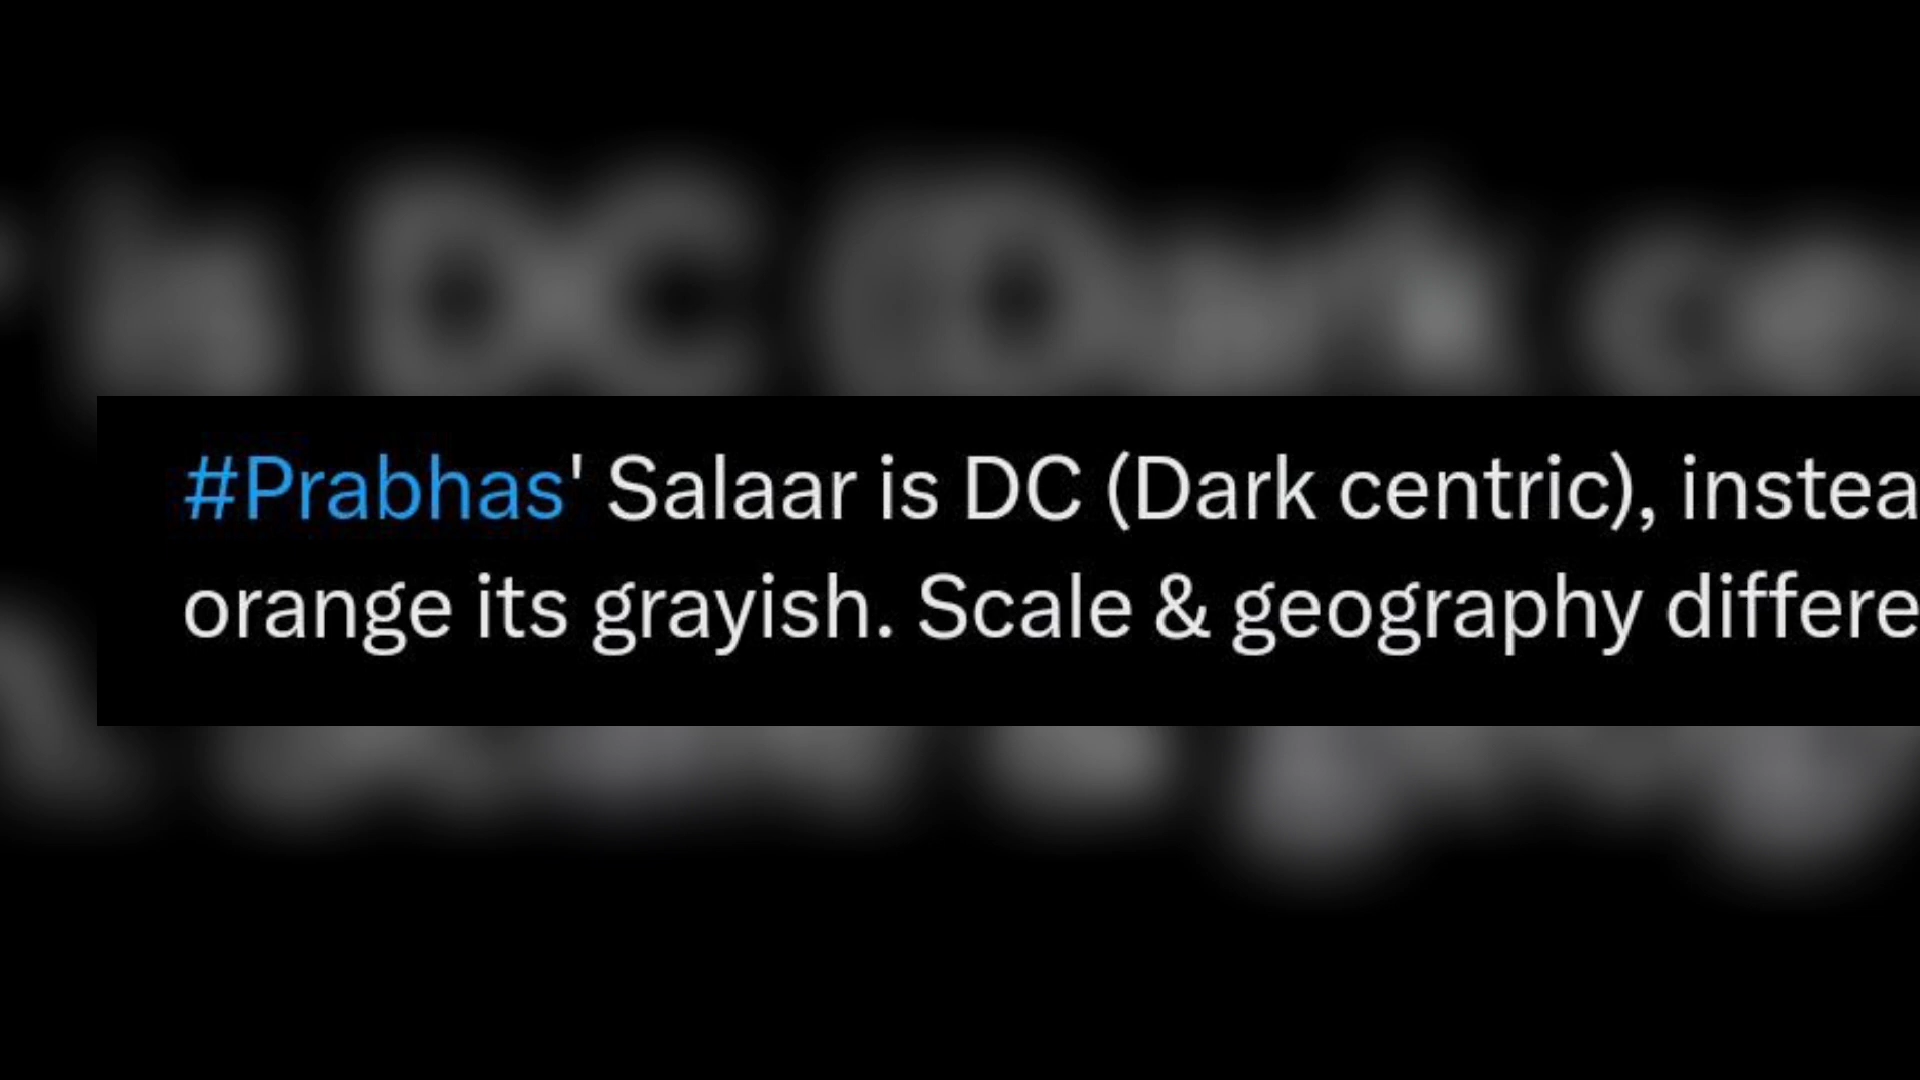 #Prabhas' Salaar is DC (Dark centric), instea
orange its grayish. Scale & geography differe